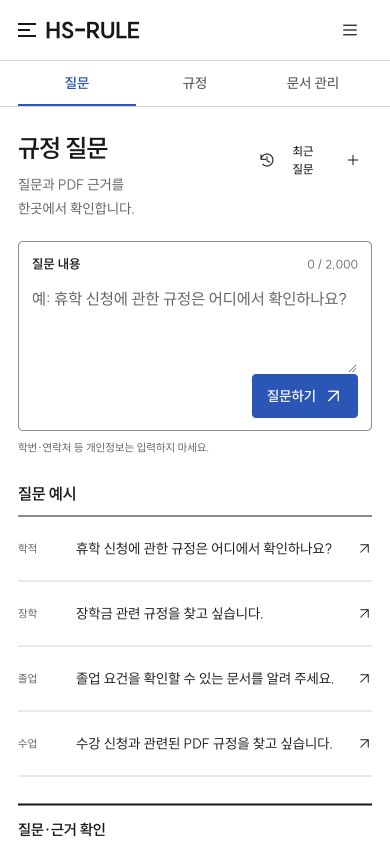 HS-RULE
질문
규정
문서 관리
규정 질문
최근
질문
질문과 PDF 근거를
한곳에서 확인합니다.
질문 내용
0 / 2,000
예: 휴학 신청에 관한 규정은 어디에서 확인하나요?
질문하기
학번·연락처 등 개인정보는 입력하지 마세요.
질문 예시
학적
휴학 신청에 관한 규정은 어디에서 확인하나요?
장학
장학금 관련 규정을 찾고 싶습니다.
졸업
졸업 요건을 확인할 수 있는 문서를 알려 주세요.
수업
수강 신청과 관련된 PDF 규정을 찾고 싶습니다.
질문·근거 확인